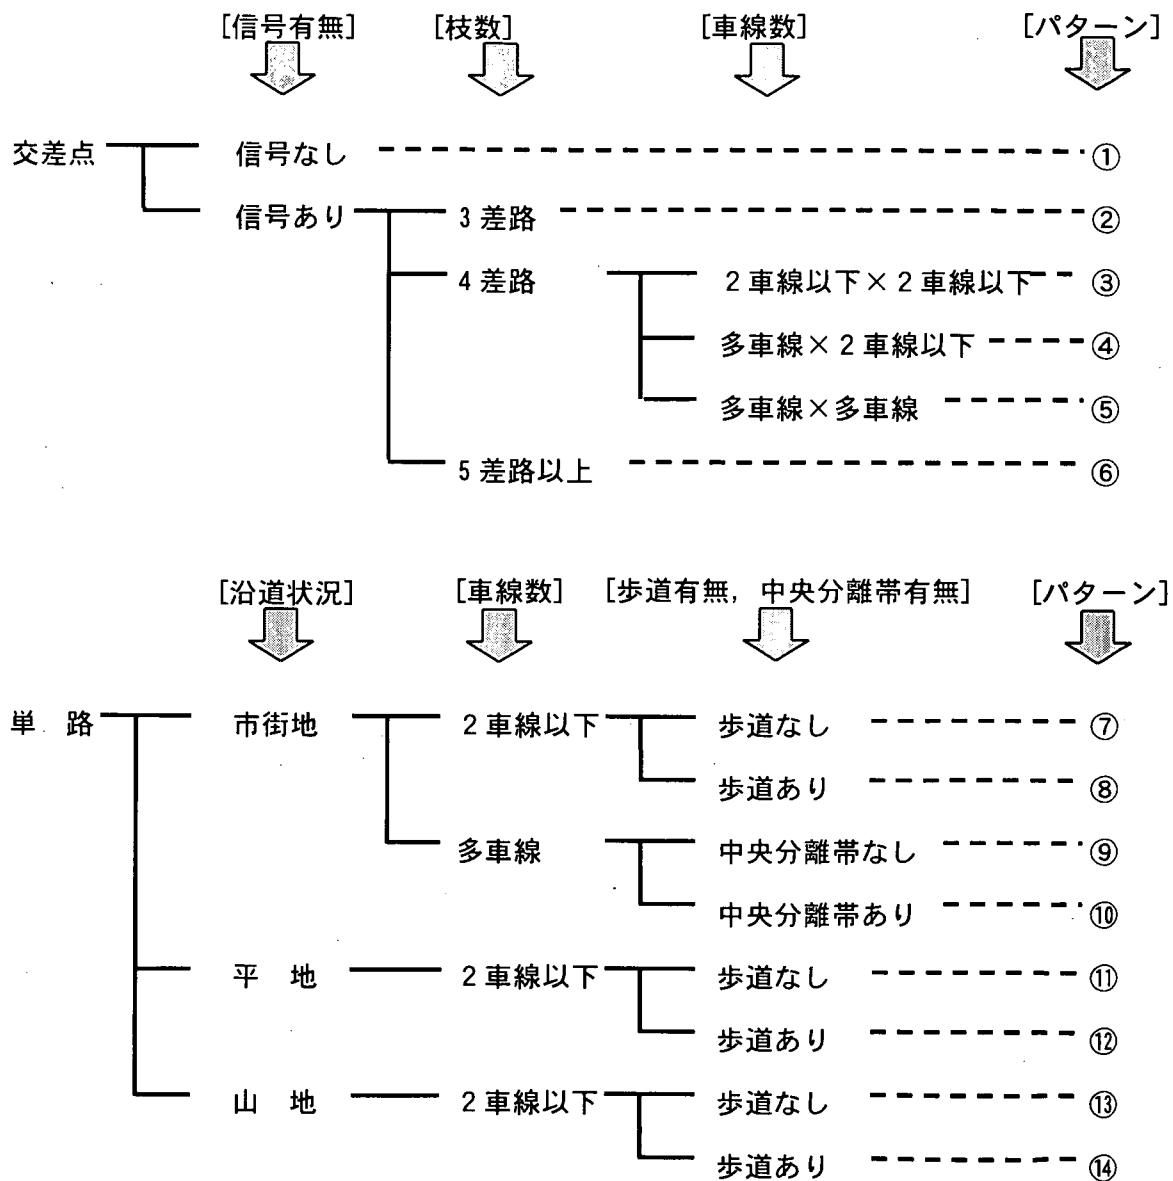 [信号有無] [枝数] [車線数] [パターン]
交差点 信号なし ①
信号あり 3差路 ②
4差路 2車線以下×2車線以下 ③
多車線×2車線以下 ④
多車線×多車線 ⑤
5差路以上 ⑥
[沿道状況] [車線数] [歩道有無，中央分離帯有無] [パターン]
単路 市街地 2車線以下 歩道なし ⑦
歩道あり ⑧
多車線 中央分離帯なし ⑨
中央分離帯あり ⑩
平地 2車線以下 歩道なし ⑪
歩道あり ⑫
山地 2車線以下 歩道なし ⑬
歩道あり ⑭